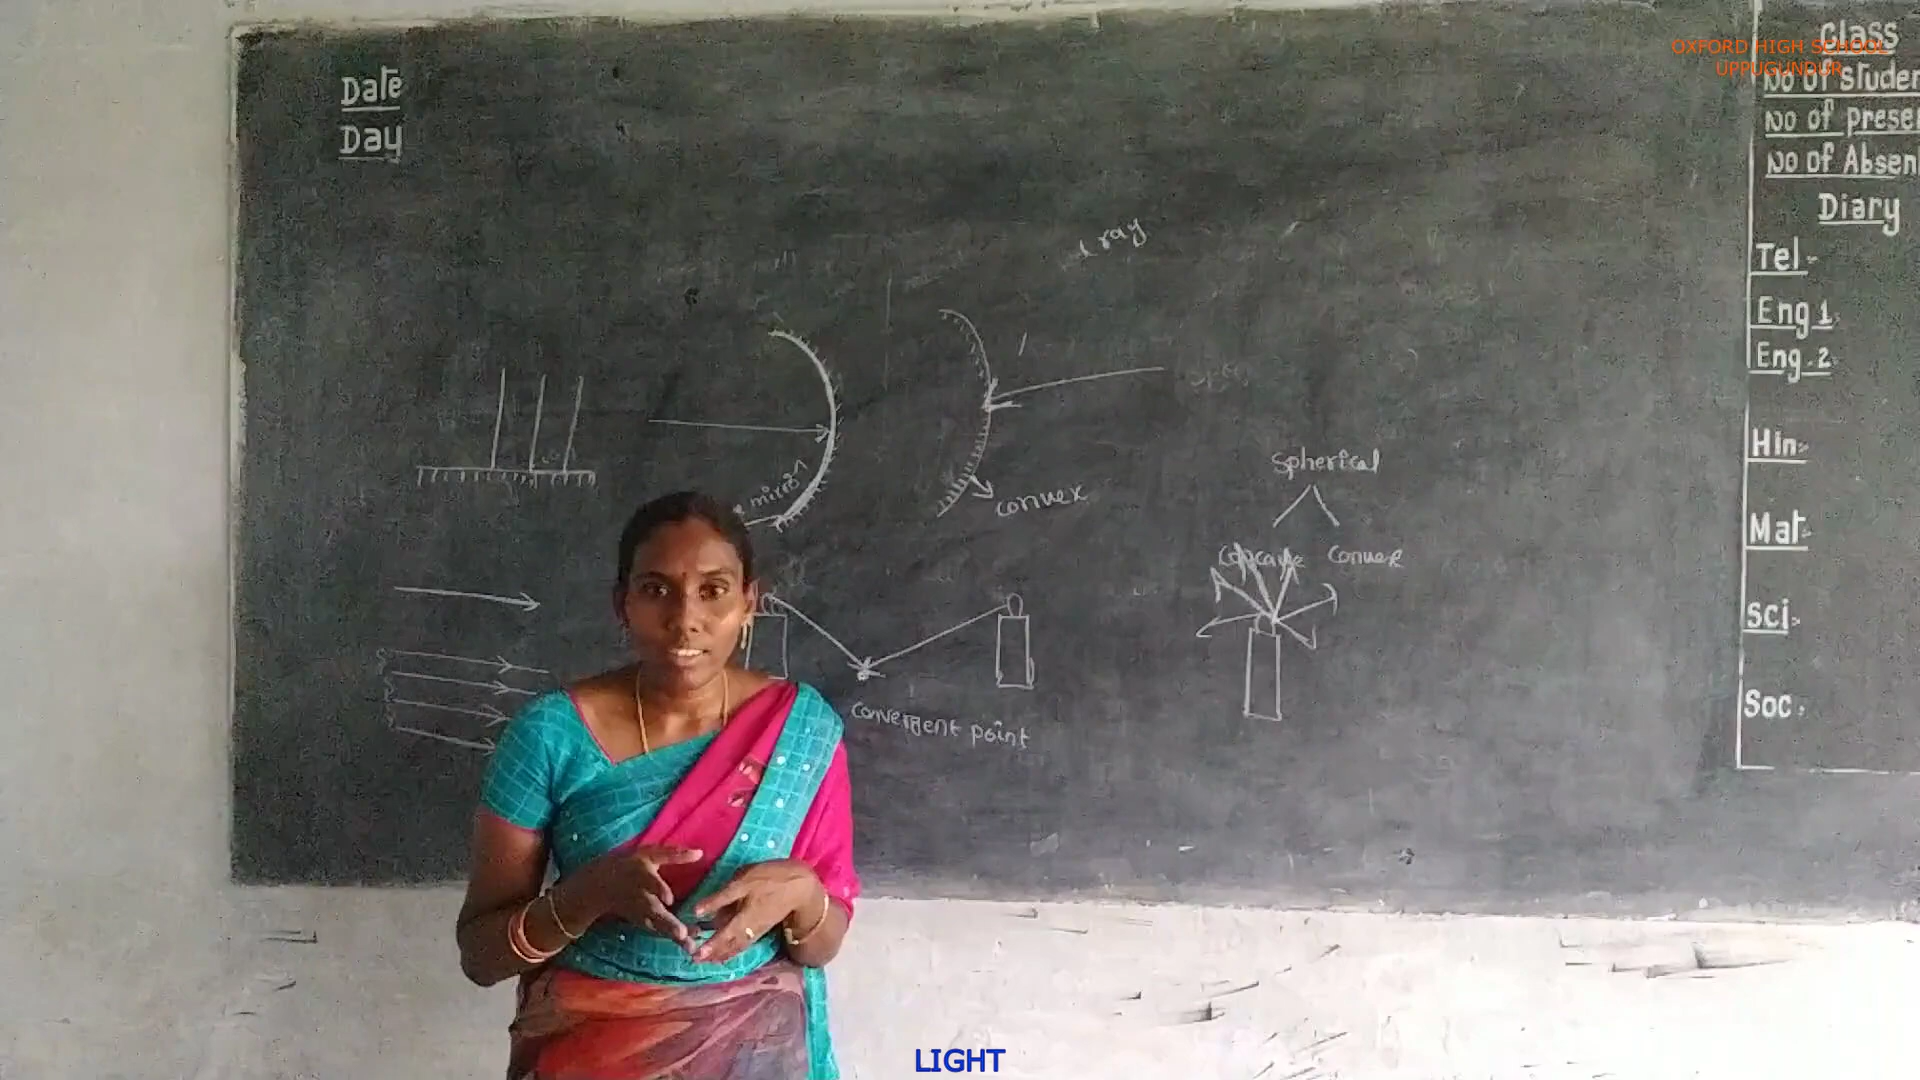 Date
Day
OXFORD HIGH SCHOOL
UPPUGUNDUR
Class
No of Studen
No of presen
No of Absen
Diary
Tel:-
Eng 1:
Eng. 2
Hin:-
Mat:
Sci:-
Soc:
ray
mirror
convex
Spherical
Concave Convex
Convergent point
LIGHT